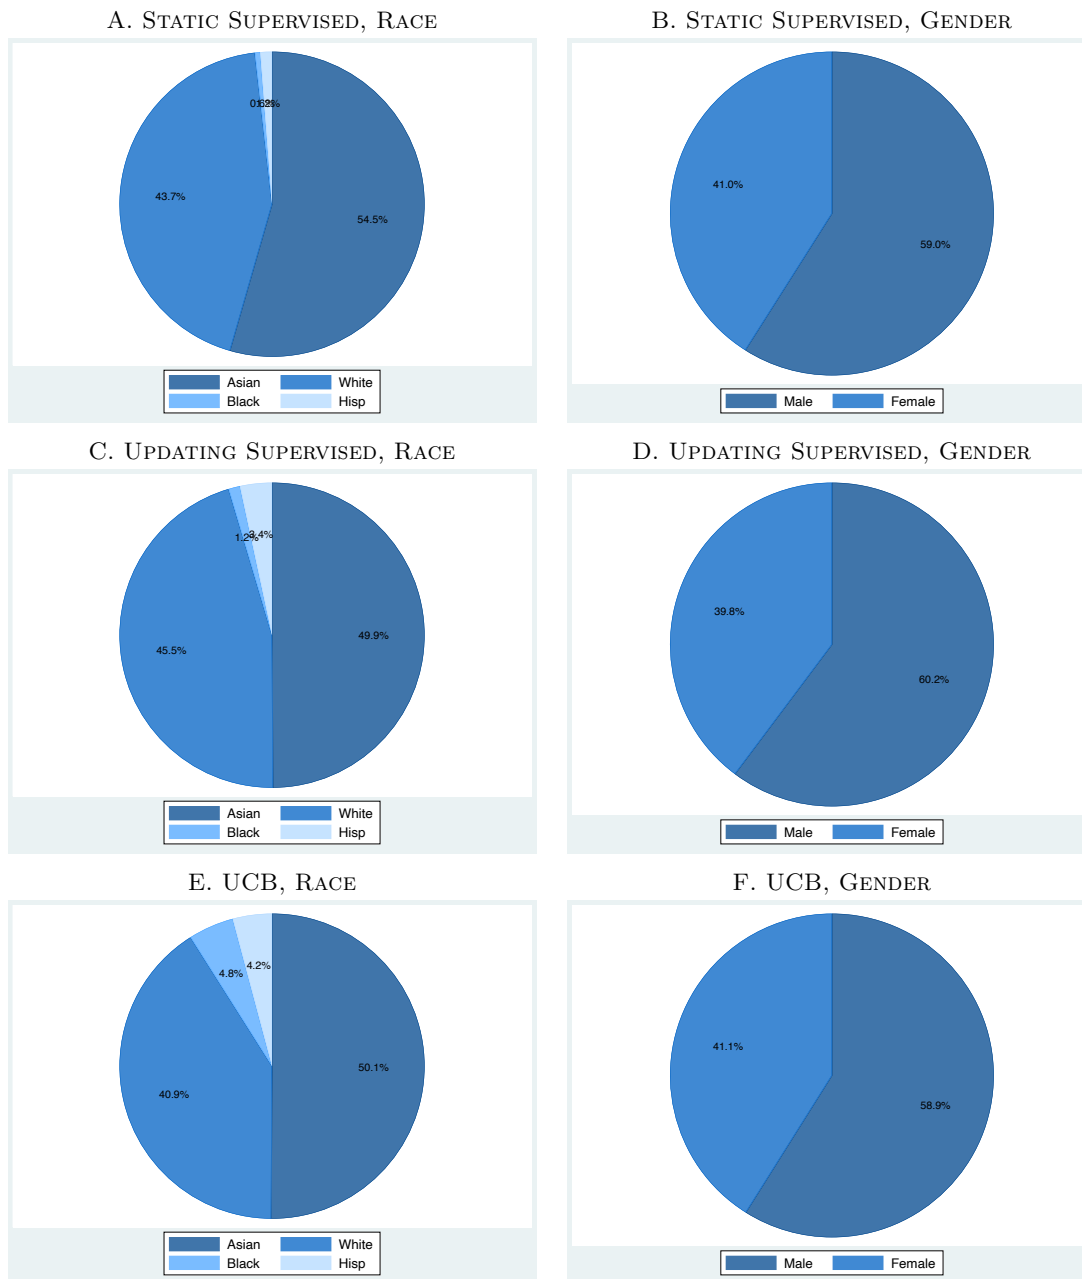 A. STATIC SUPERVISED, RACE
43.7%
54.5%
Asian White
Black Hisp
B. STATIC SUPERVISED, GENDER
41.0%
59.0%
Male Female
C. UPDATING SUPERVISED, RACE
1.2% 3.4%
45.5%
49.9%
Asian White
Black Hisp
D. UPDATING SUPERVISED, GENDER
39.8%
60.2%
Male Female
E. UCB, RACE
4.8% 4.2%
40.9%
50.1%
Asian White
Black Hisp
F. UCB, GENDER
41.1%
58.9%
Male Female